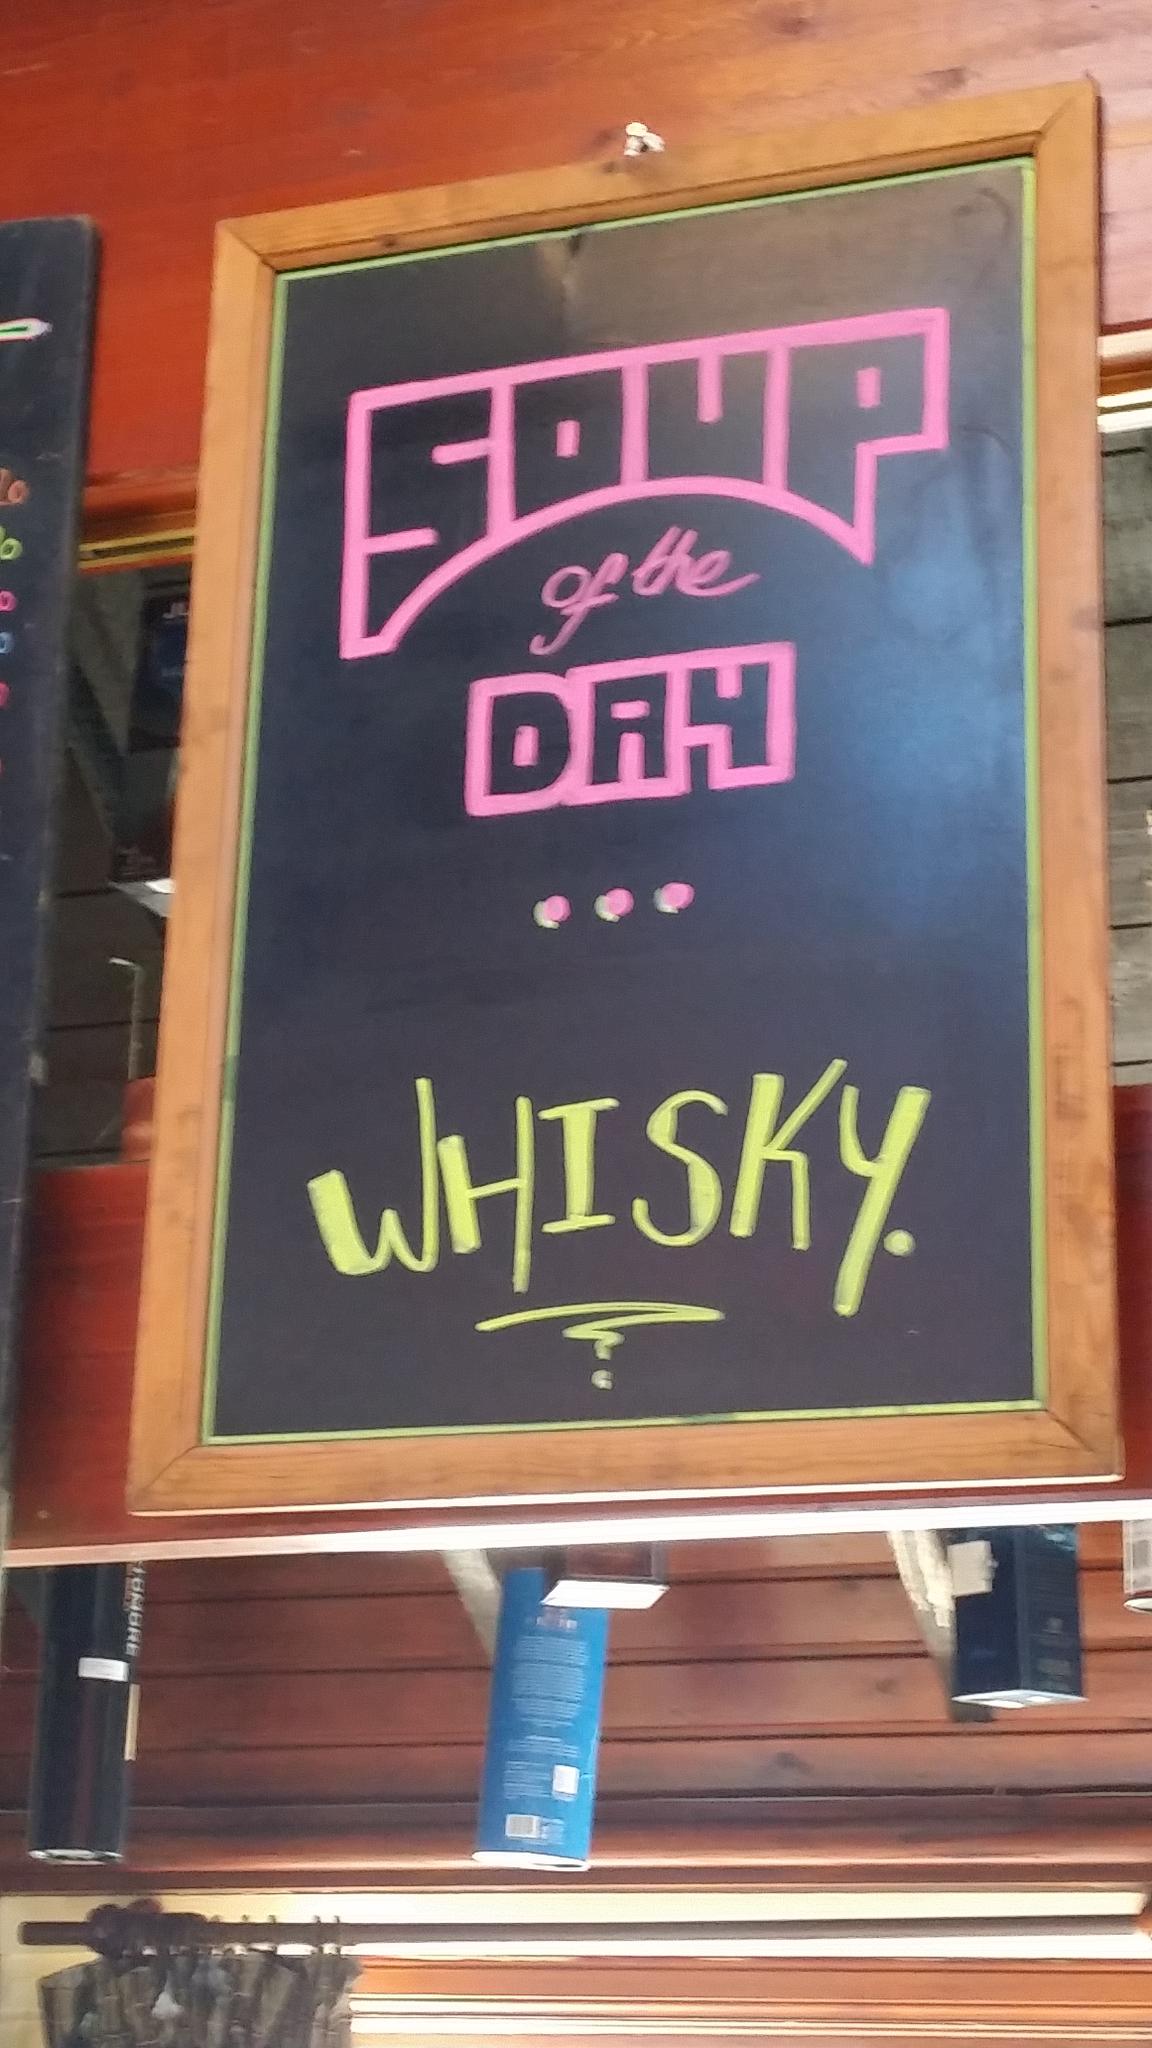 SOUP
of the
DAY
...
WHISKY.